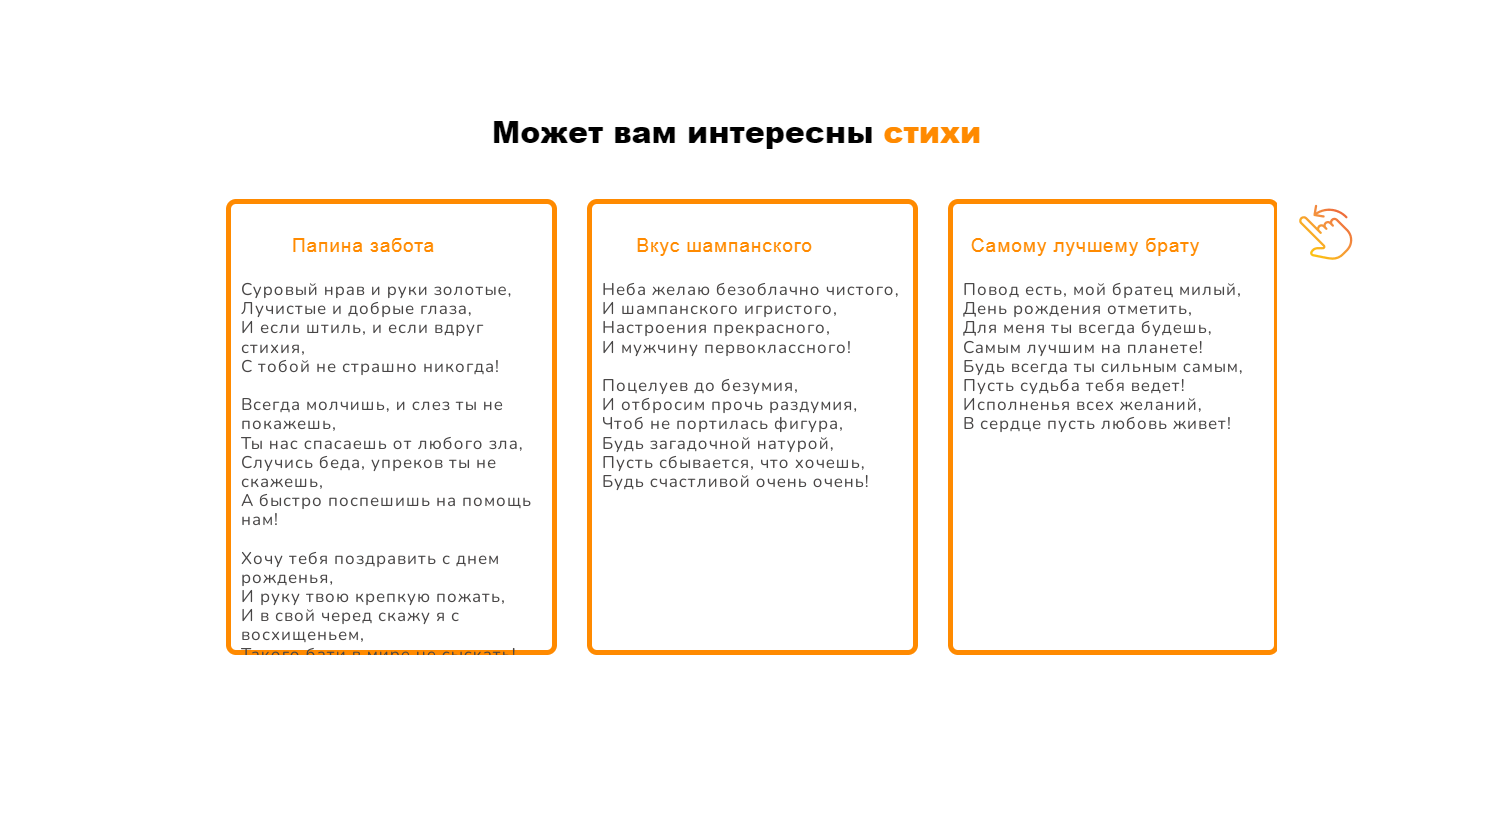 Может вам интересны стихи
Папина забота
Суровый нрав и руки золотые,
Лучистые и добрые глаза,
И если штиль, и если вдруг
стихия,
С тобой не страшно никогда!
Всегда молчишь, и слез ты не
покажешь,
Ты нас спасаешь от любого зла,
Случись беда, упреков ты не
скажешь,
А быстро поспешишь на помощь
нам!
Хочу тебя поздравить с днем
рожденья,
И руку твою крепкую пожать,
И в свой черед скажу я с
восхищеньем,
Такого бати в мире не сыскать!
Вкус шампанского
Неба желаю безоблачно чистого,
И шампанского игристого,
Настроения прекрасного,
И мужчину первоклассного!
Поцелуев до безумия,
И отбросим прочь раздумия,
Чтоб не портилась фигура,
Будь загадочной натурой,
Пусть сбывается, что хочешь,
Будь счастливой очень очень!
Самому лучшему брату
Повод есть, мой братец милый,
День рождения отметить,
Для меня ты всегда будешь,
Самым лучшим на планете!
Будь всегда ты сильным самым,
Пусть судьба тебя ведет!
Исполненья всех желаний,
В сердце пусть любовь живет!